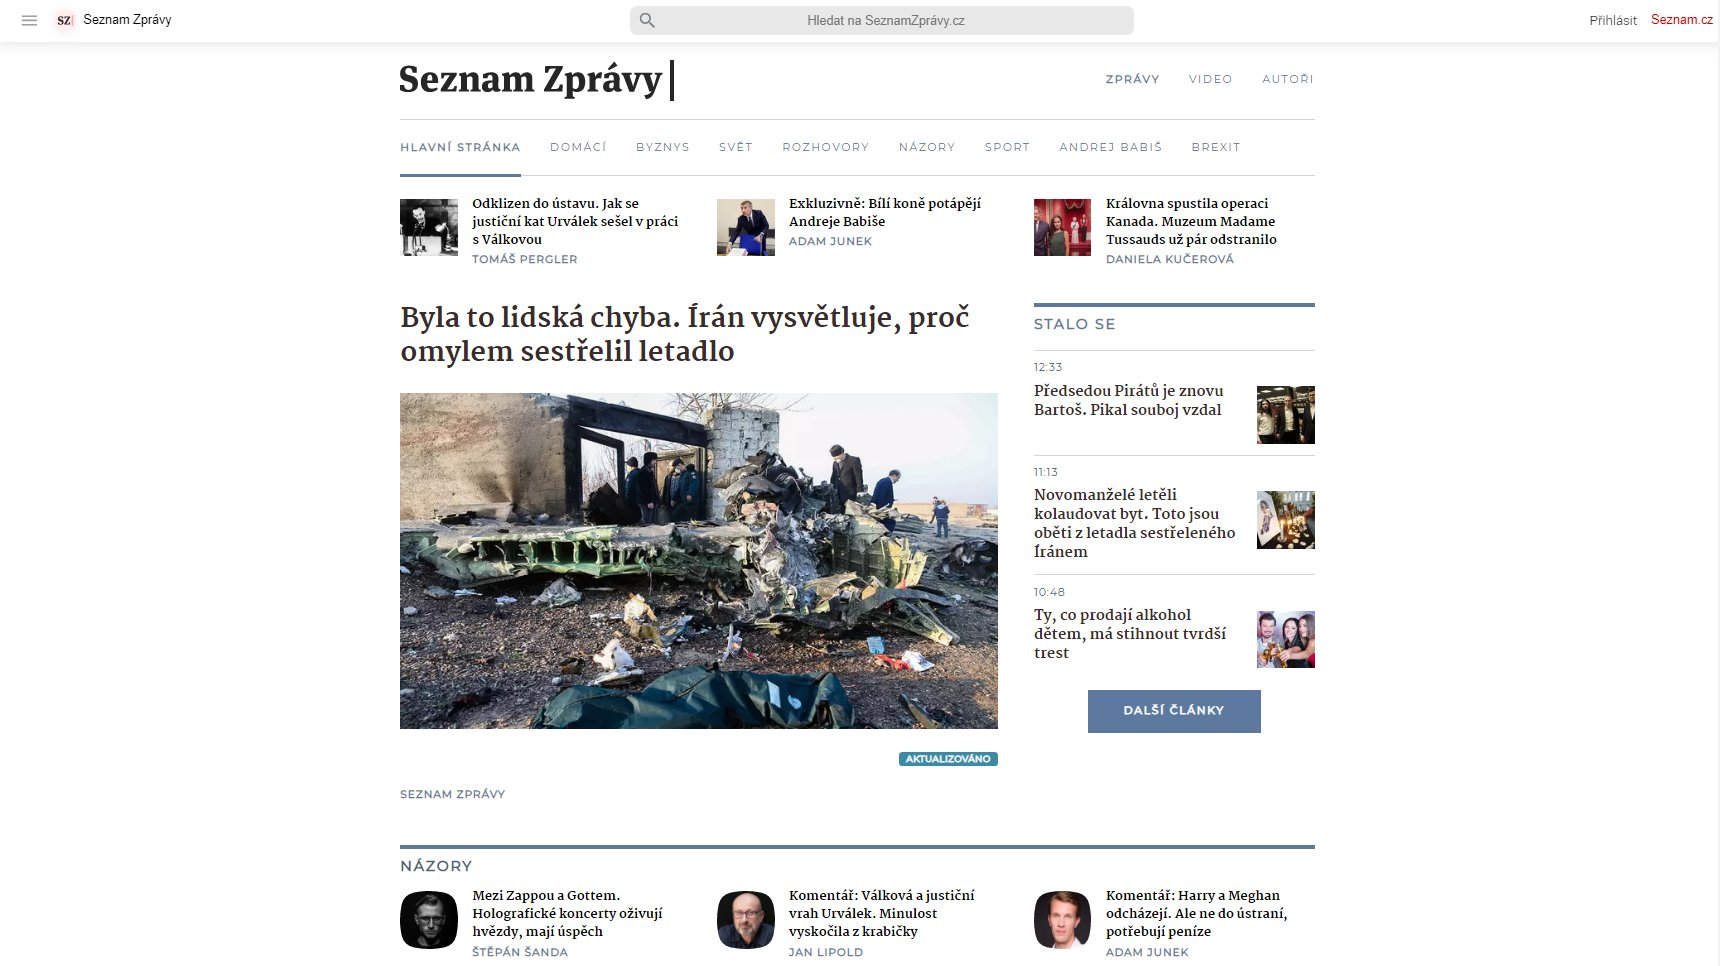 SZ Seznam Zprávy
Hledat na SeznamZprávy.cz
Přihlásit Seznam.cz
Seznam Zprávy
ZPRÁVY VIDEO AUTOŘI
HLAVNÍ STRÁNKA DOMÁCÍ BYZNYS SVĚT ROZHOVORY NÁZORY SPORT ANDREJ BABIŠ BREXIT
Odklizen do ústavu. Jak se
justiční kat Urválek sešel v práci
s Válkovou
TOMÁŠ PERGLER
Exkluzivně: Bílí koně potápějí
Andreje Babiše
ADAM JUNEK
Královna spustila operaci
Kanada. Muzeum Madame
Tussauds už pár odstranilo
DANIELA KUČEROVÁ
Byla to lidská chyba. Írán vysvětluje, proč
omylem sestřelil letadlo
AKTUALIZOVÁNO
SEZNAM ZPRÁVY
STALO SE
12:33
Předsedou Pirátů je znovu
Bartoš. Pikal souboj vzdal
11:13
Novomanželé letěli
kolaudovat byt. Toto jsou
oběti z letadla sestřeleného
Íránem
10:48
Ty, co prodají alkohol
dětem, má stihnout tvrdší
trest
DALŠÍ ČLÁNKY
NÁZORY
Mezi Zappou a Gottem.
Holografické koncerty oživují
hvězdy, mají úspěch
ŠTĚPÁN ŠANDA
Komentář: Válková a justiční
vrah Urválek. Minulost
vyskočila z krabičky
JAN LIPOLD
Komentář: Harry a Meghan
odcházejí. Ale ne do ústraní,
potřebují peníze
ADAM JUNEK